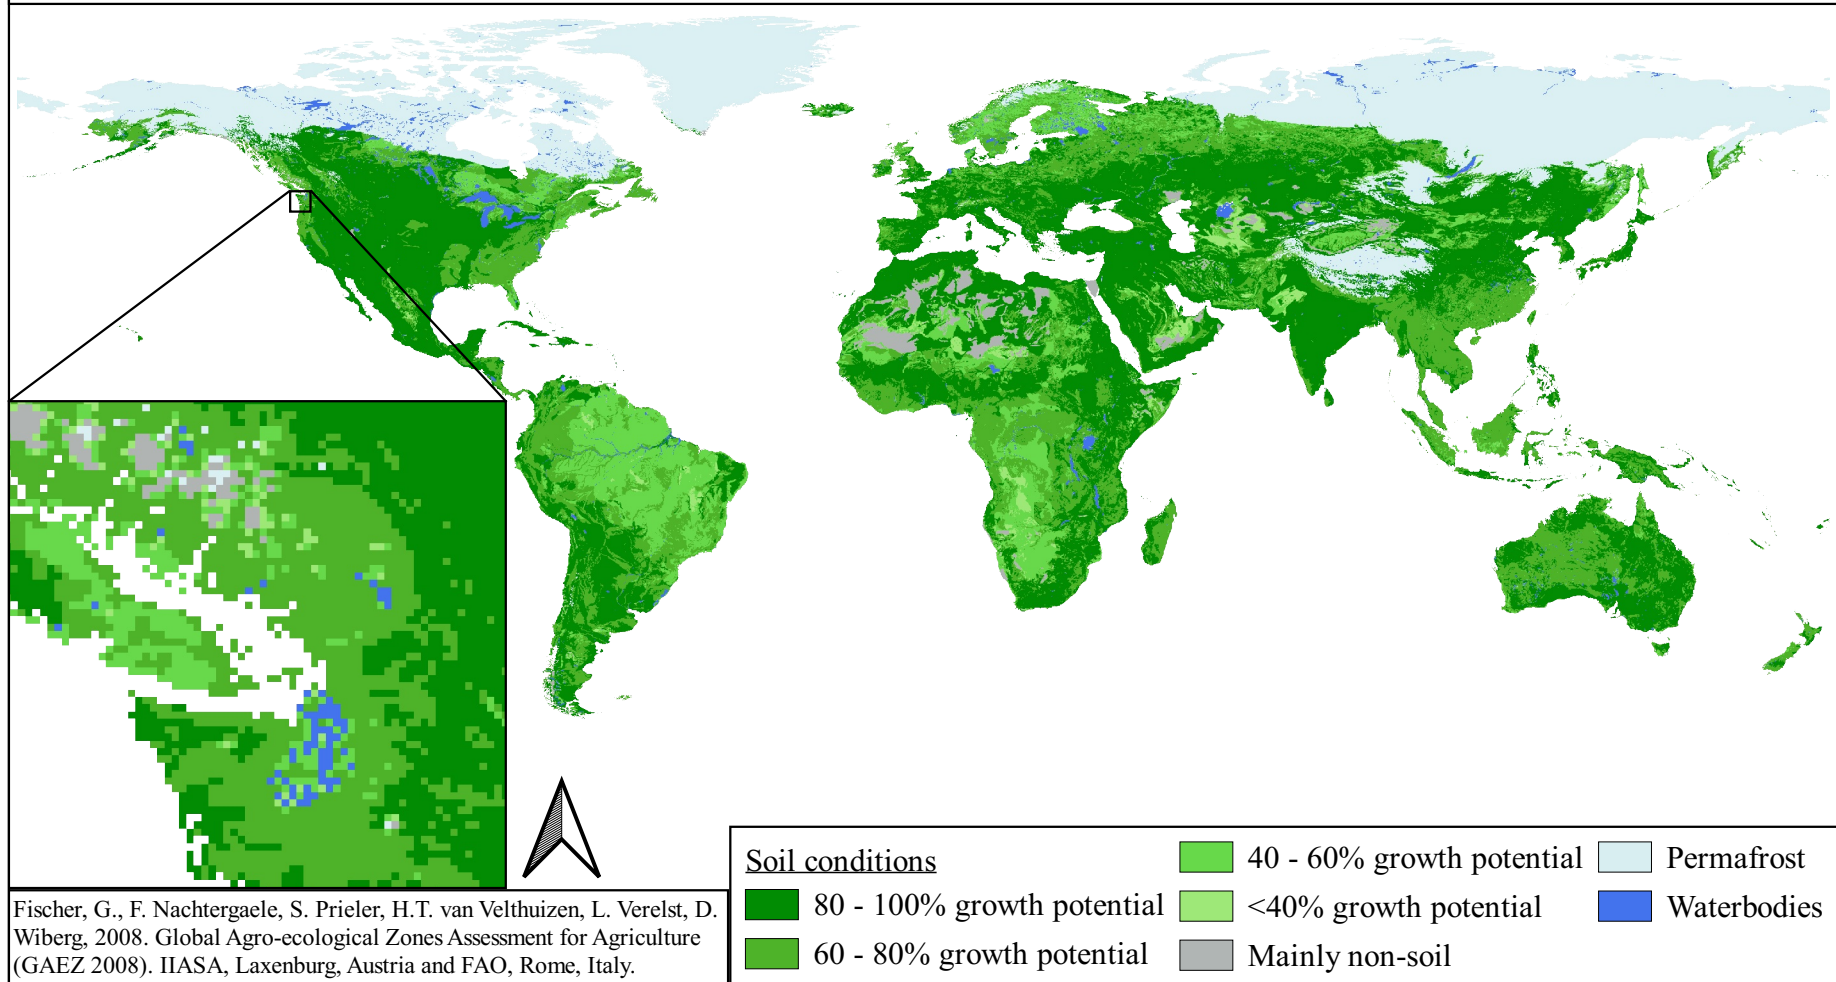 Soil conditions
80 - 100% growth potential
60 - 80% growth potential
40 - 60% growth potential
<40% growth potential
Mainly non-soil
Permafrost
Waterbodies
Fischer, G., F. Nachtergaele, S. Prieler, H.T. van Velthuizen, L. Verelst, D.
Wiberg, 2008. Global Agro-ecological Zones Assessment for Agriculture
(GAEZ 2008). IIASA, Laxenburg, Austria and FAO, Rome, Italy.